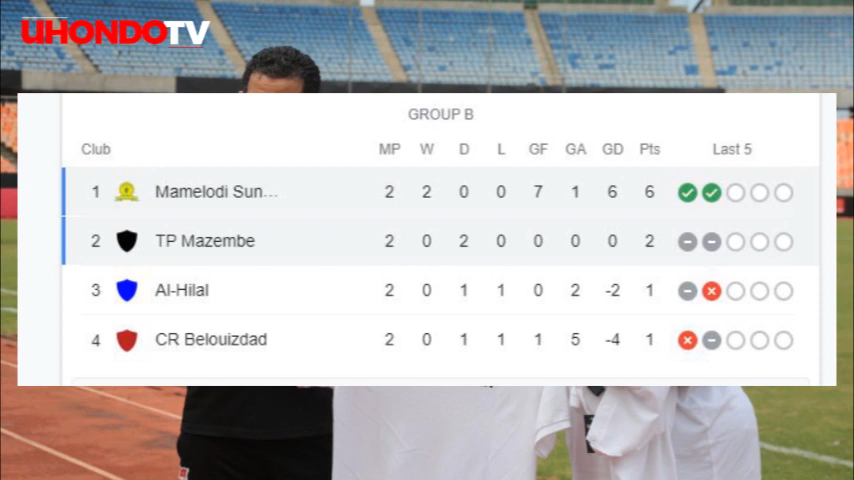 UHONDOTV
GROUP B
Club MP W D L GF GA GD Pts Last 5
1 Mamelodi Sun... 2 2 0 0 7 1 6 6
2 TP Mazembe 2 0 2 0 0 0 0 2
3 Al-Hilal 2 0 1 1 0 2 -2 1
4 CR Belouizdad 2 0 1 1 1 5 -4 1